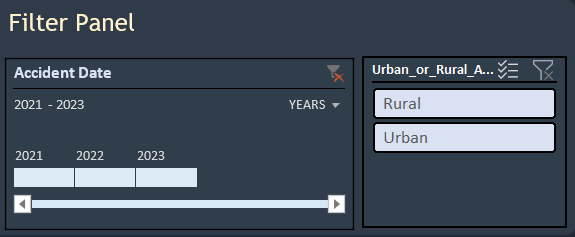 Filter Panel
Accident Date
2021 - 2023 YEARS
2021 2022 2023
Urban_or_Rural_A...
Rural
Urban